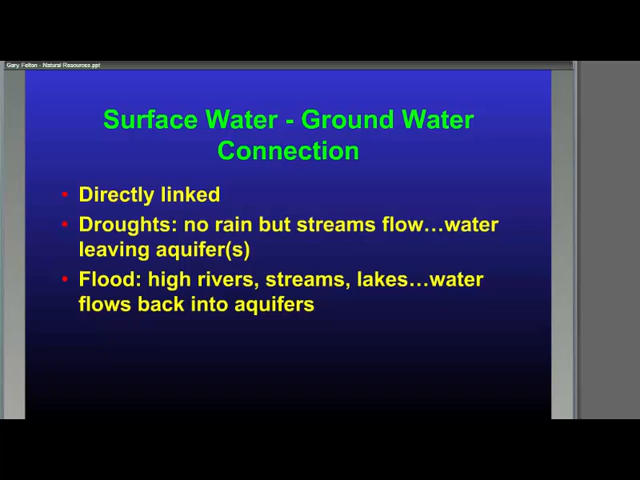 Gary Felton - Natural Resources.ppt
Surface Water - Ground Water
Connection
• Directly linked
• Droughts: no rain but streams flow…water
leaving aquifer(s)
• Flood: high rivers, streams, lakes…water
flows back into aquifers